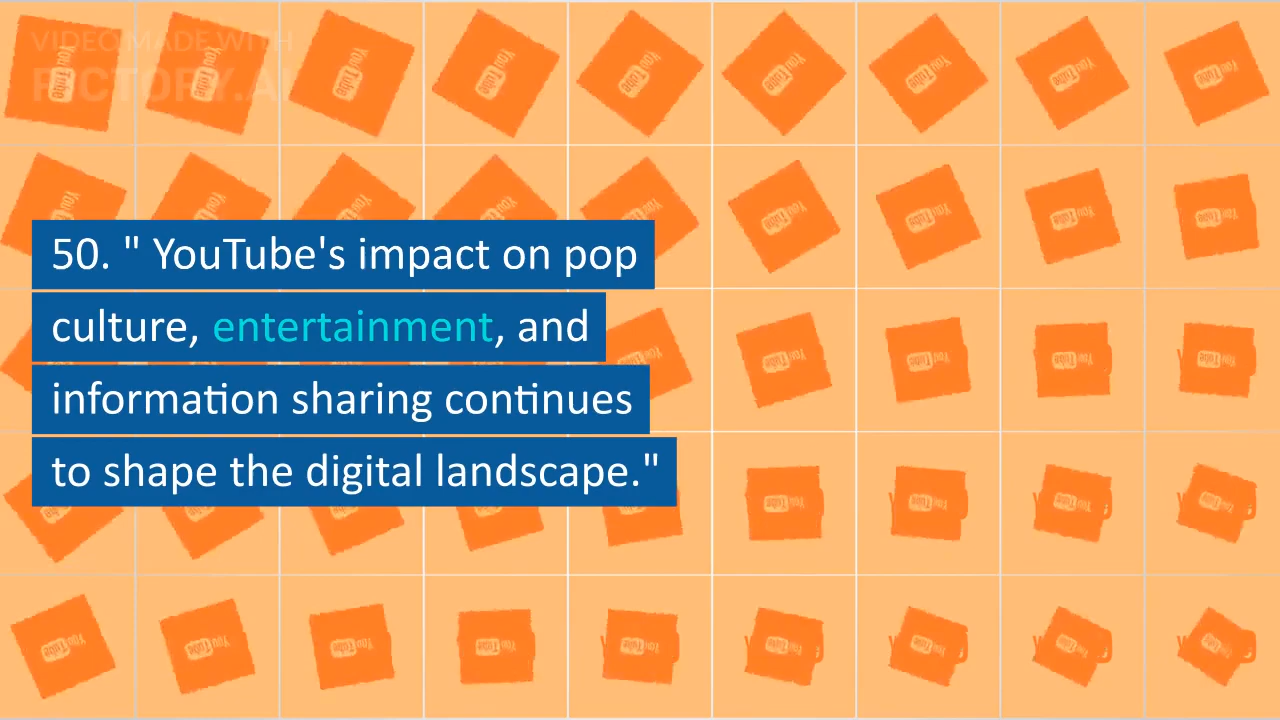 VIDEO MADE WITH
PICTORY.AI
50. " YouTube's impact on pop
culture, entertainment, and
information sharing continues
to shape the digital landscape."